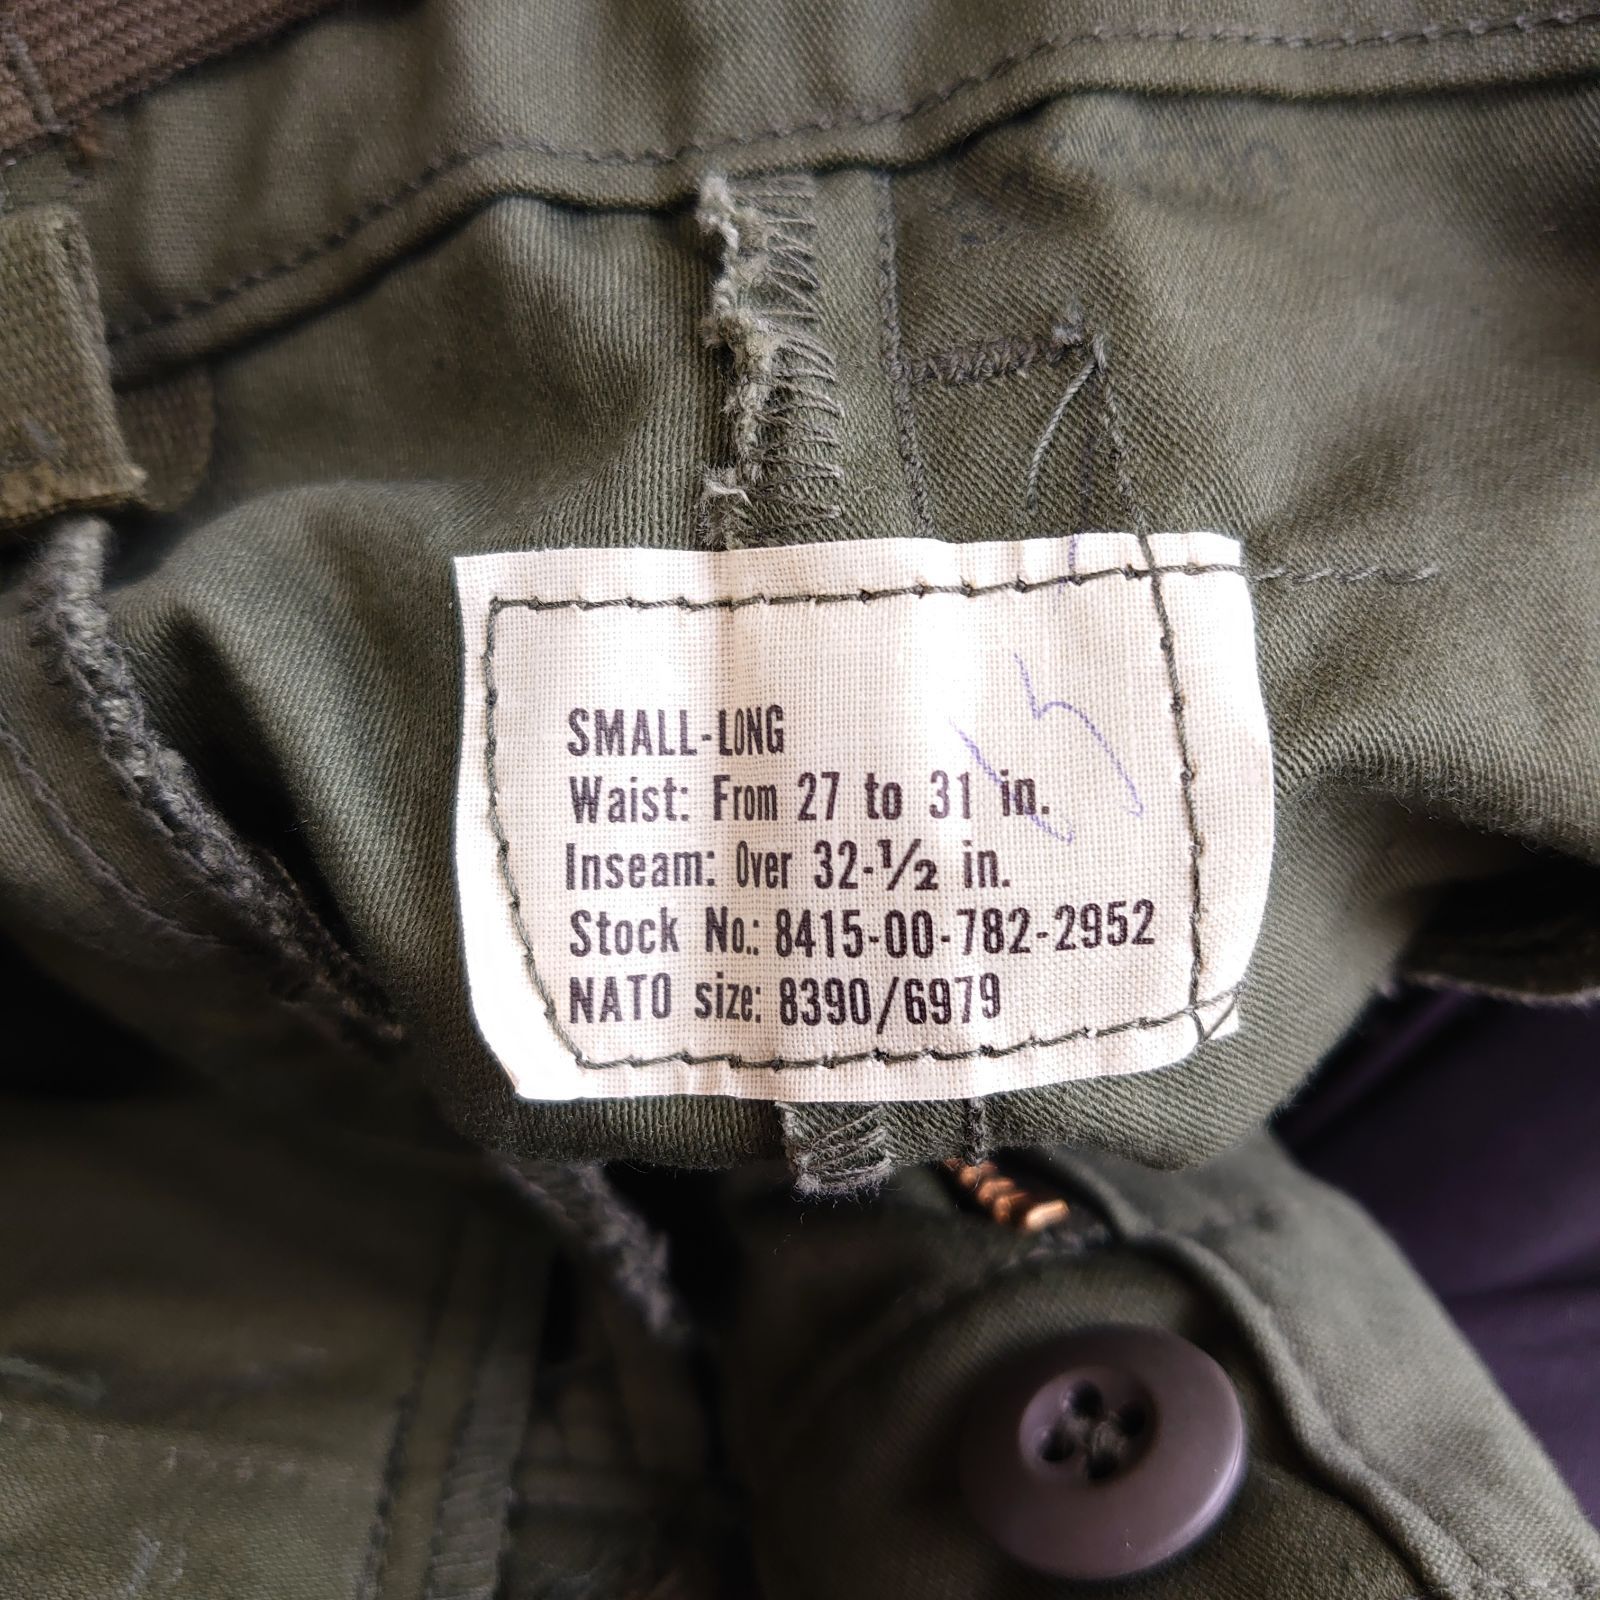 SMALL-LONG
Waist: From 27 to 31 in.
Inseam: Over 32-1/2 in.
Stock No.: 8415-00-782-2952
NATO size: 8390/6979